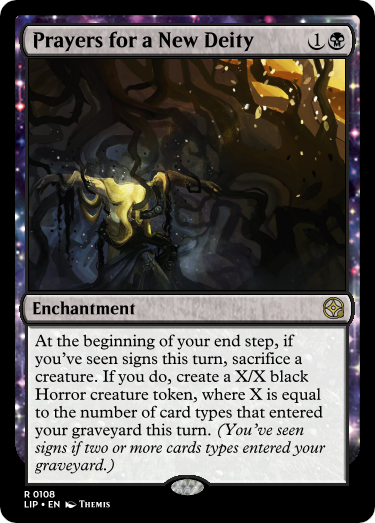 Prayers for a New Deity 1
Enchantment
At the beginning of your end step, if
you've seen signs this turn, sacrifice a
creature. If you do, create a X/X black
Horror creature token, where X is equal
to the number of card types that entered
your graveyard this turn. (You've seen
signs if two or more cards types entered your
graveyard.)
R 0108
LIP • EN Themis